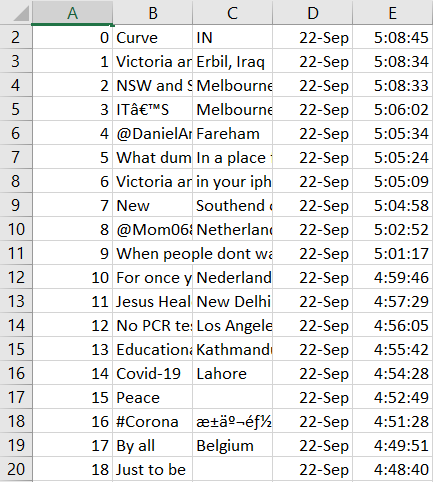 A B C D E
2 0 Curve IN 22-Sep 5:08:45
3 1 Victoria an Erbil, Iraq 22-Sep 5:08:34
4 2 NSW and S Melbourne 22-Sep 5:08:33
5 3 ITâ€™S Melbourne 22-Sep 5:06:02
6 4 @DanielAn Fareham 22-Sep 5:05:34
7 5 What dum In a place 22-Sep 5:05:24
8 6 Victoria an in your iph 22-Sep 5:05:09
9 7 New Southend 22-Sep 4:58:58
10 8 @Mom068 Netherland 22-Sep 5:02:52
11 9 When people dont wa 22-Sep 5:01:17
12 10 For once y Nederland 22-Sep 4:59:46
13 11 Jesus Heal New Delhi 22-Sep 4:57:29
14 12 No PCR te Los Angele 22-Sep 4:56:05
15 13 Educationa Kathmandu 22-Sep 4:55:42
16 14 Covid-19 Lahore 22-Sep 4:54:28
17 15 Peace 22-Sep 4:52:49
18 16 #Corona æ±äº¬éƒ½ 22-Sep 4:51:28
19 17 By all Belgium 22-Sep 4:49:51
20 18 Just to be 22-Sep 4:48:40